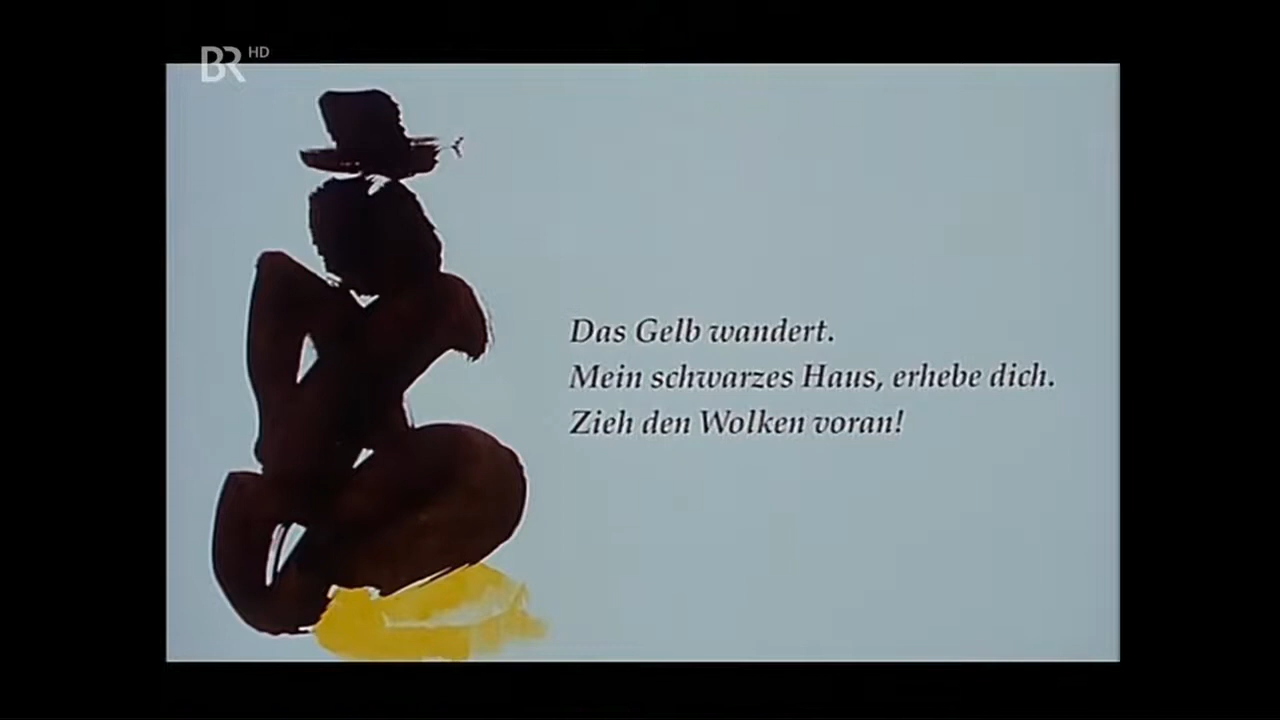 BR HD
Das Gelb wandert.
Mein schwarzes Haus, erhebe dich.
Zieh den Wolken voran!